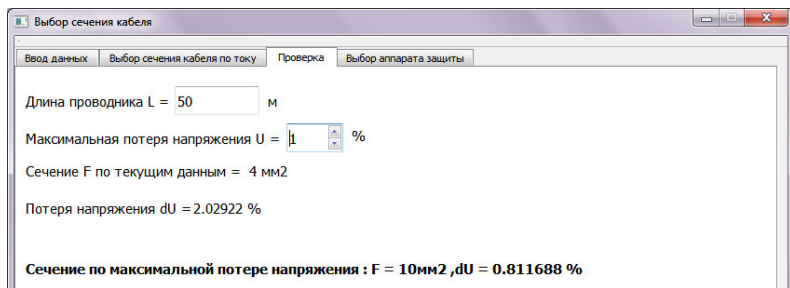 Выбор сечения кабеля
Ввод данных Выбор сечения кабеля по току Проверка Выбор аппарата защиты
Длина проводника L = 50 м
Максимальная потеря напряжения U = 1 %
Сечение F по текущим данным = 4 мм2
Потеря напряжения dU = 2.02922 %
Сечение по максимальной потере напряжения : F = 10мм2 ,dU = 0.811688 %